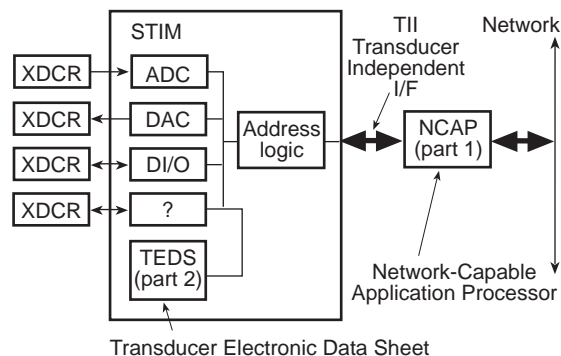 STIM
TII
Transducer
Independent
I/F
Network
XDCR
ADC
XDCR
DAC
Address
logic
NCAP
(part 1)
XDCR
DI/O
XDCR
?
TEDS
(part 2)
Network-Capable
Application Processor
Transducer Electronic Data Sheet